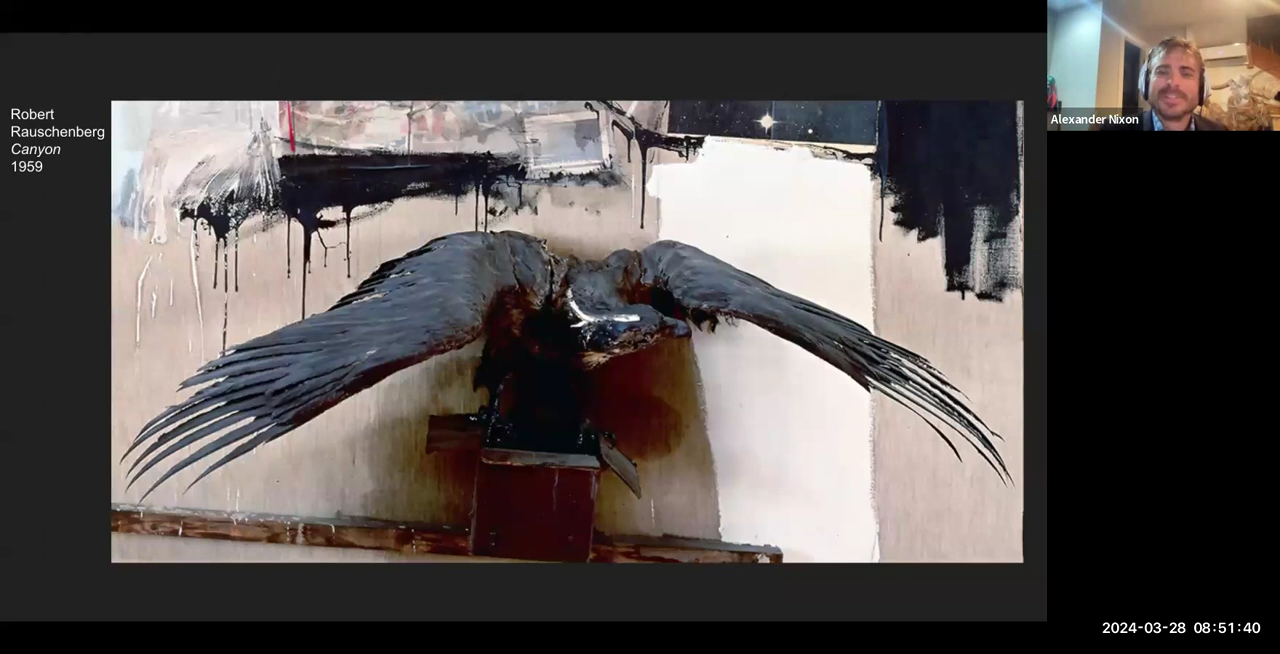 Robert
Rauschenberg
Canyon
1959
Alexander Nixon
2024-03-28 08:51:40